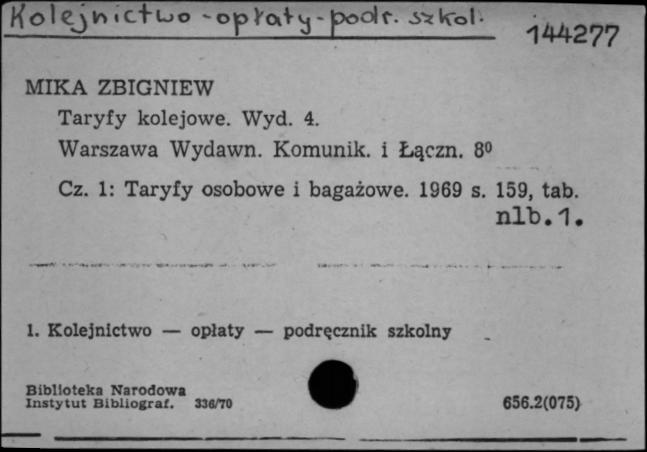 Kolejnictwo - opłaty - podr. szkol.
144277
MIKA ZBIGNIEW
Taryfy kolejowe. Wyd. 4.
Warszawa Wydawn. Komunik. i Łączn. 8⁰
Cz. 1: Taryfy osobowe i bagażowe. 1969 s. 159, tab.
nlb.1.
1. Kolejnictwo — opłaty — podręcznik szkolny
Biblioteka Narodowa
Instytut Bibliograf. 336/70
656.2(075)